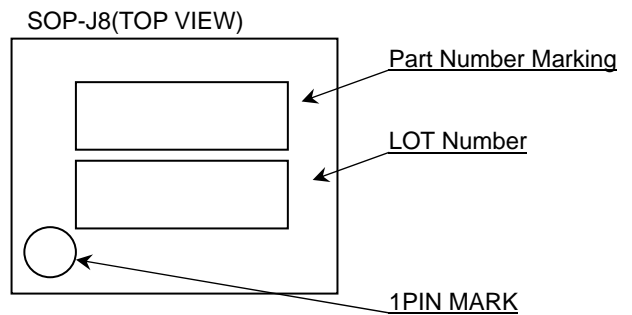 SOP-J8(TOP VIEW)
Part Number Marking
LOT Number
1PIN MARK